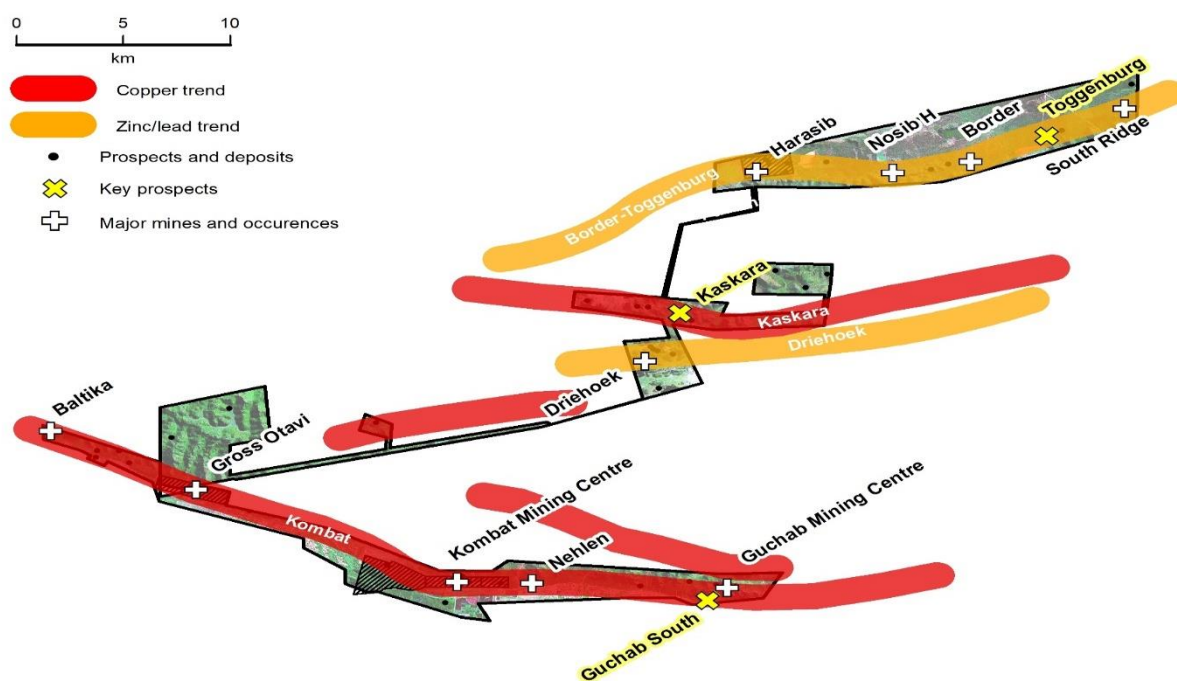 0 5 10
km
Copper trend
Zinc/lead trend
Prospects and deposits
Key prospects
Major mines and occurences
Toggenburg
Border
Nosib H
Harasib
South Ridge
Border-Toggenburg
Kaskara
Kaskara
Driehoek
Driehoek
Baltika
Gross Otavi
Kombat
Kombat Mining Centre
Nehlen
Guchab Mining Centre
Guchab South